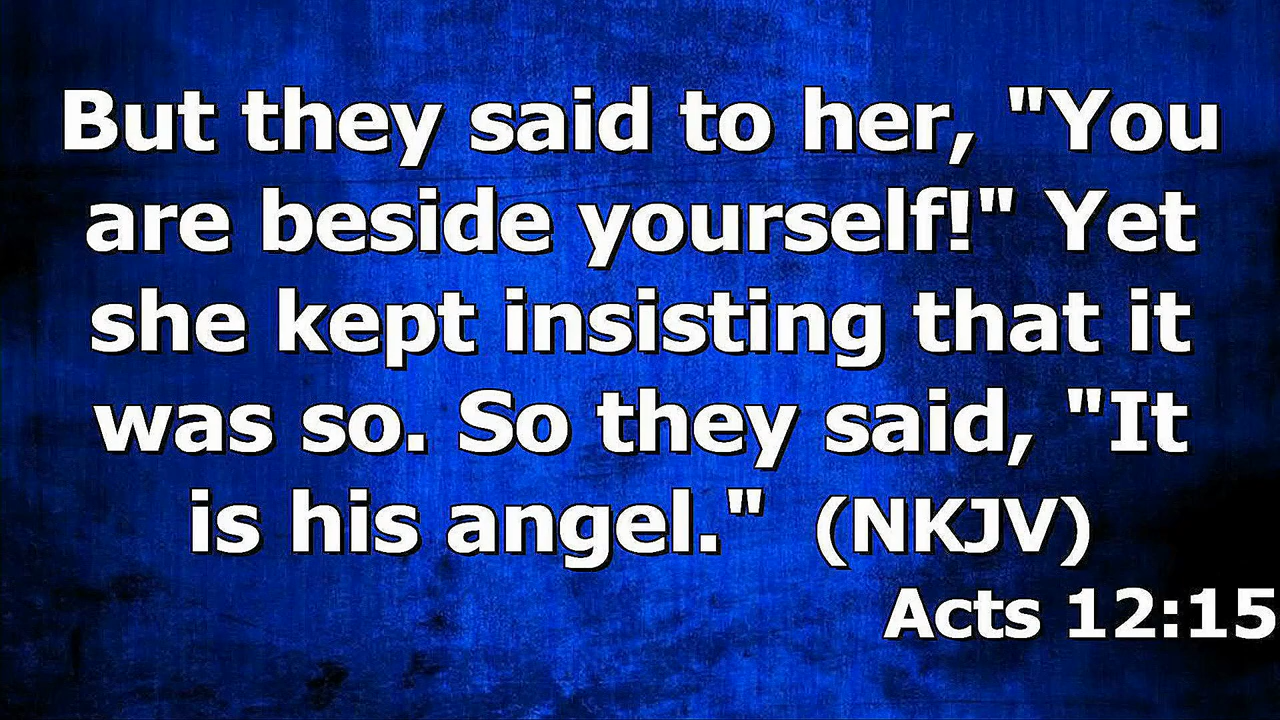 But they said to her, "You
are beside yourself!" Yet
she kept insisting that it
was so. So they said, "It
is his angel."  (NKJV)
Acts 12:15